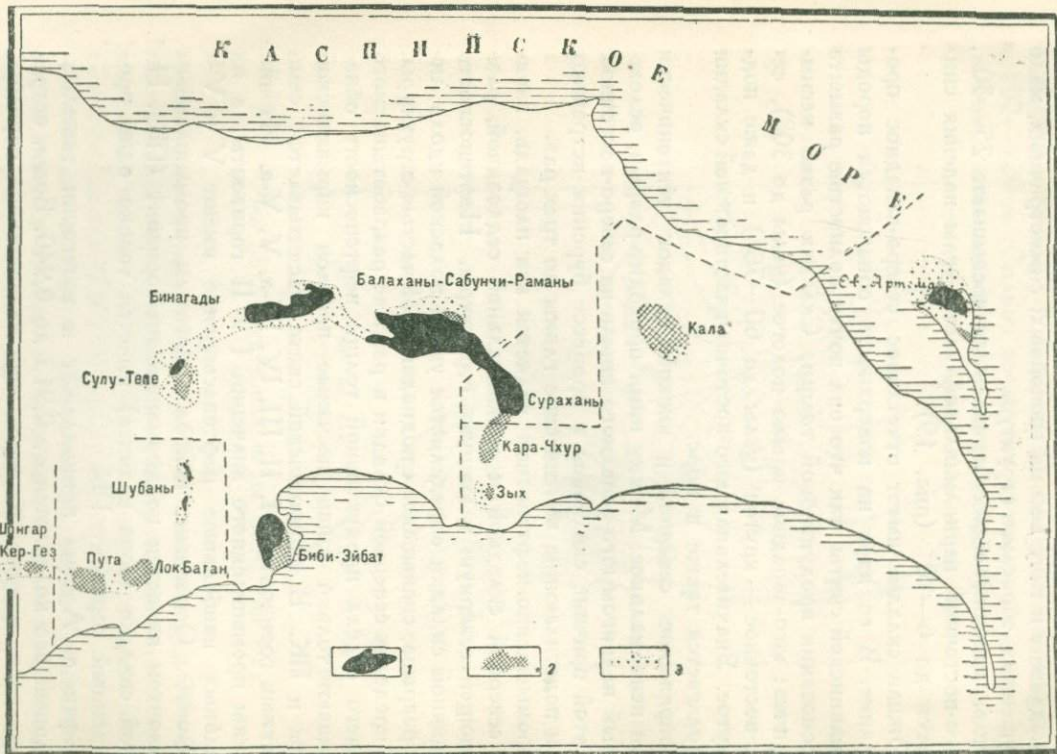 КАСПИЙСКОЕ
МОРЕ
Бинагады
Балаханы-Сабунчи-Раманы
Кала
Сулу-Тепе
Сураханы
Кара-Чхур
Зых
Шубаны
Кер-Гез
Пута
Лок-Батан
Биби-Эйбат
1
2
3